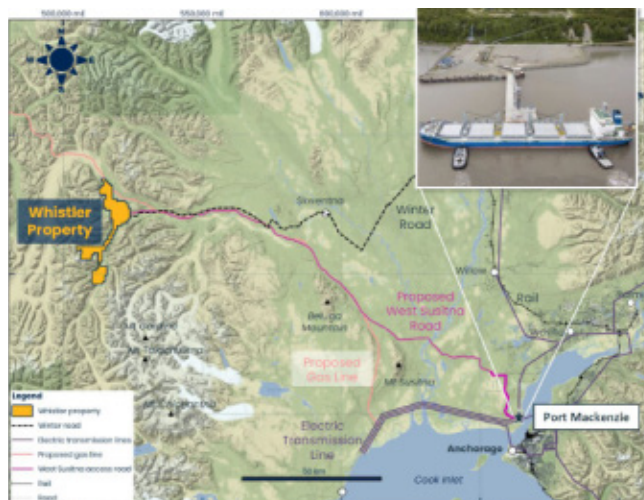 500,000 mE
550,000 mE
600,000 mE
N
Skwentna
Whistler
Property
Winter
Road
Willow
Rail
Proposed
West Susitna
Road
Beluga
Mountain
Proposed
Gas Line
Mt Susitna
Electric
Transmission
Line
Port Mackenzie
Anchorage
Cook Inlet
50 km
Legend
Whistler property
Winter road
Electric transmission lines
Proposed gas line
West Susitna access road
Rail
Road